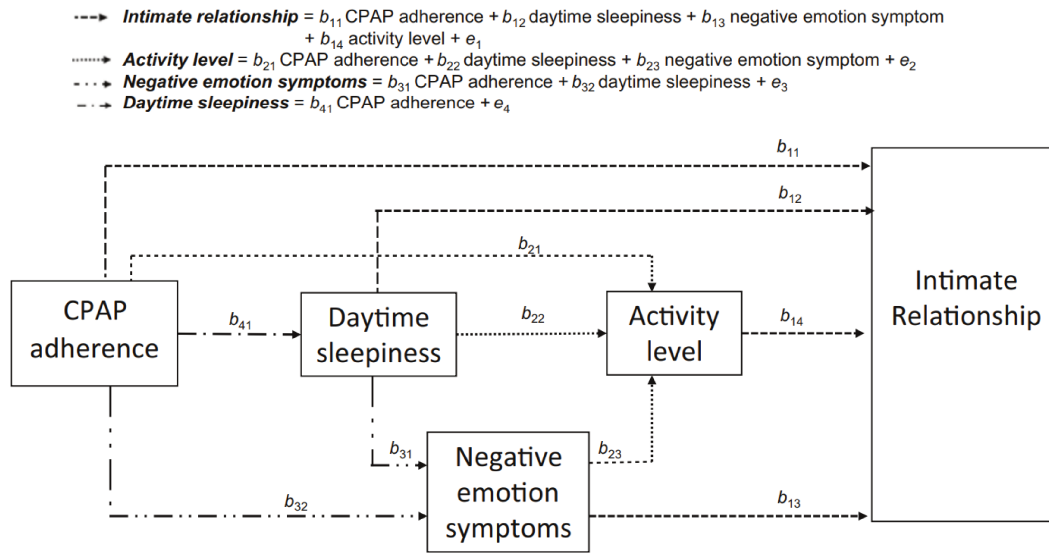 Intimate relationship = b₁₁ CPAP adherence + b₁₂ daytime sleepiness + b₁₃ negative emotion symptom
+ b₁₄ activity level + e₁
Activity level = b₂₁ CPAP adherence + b₂₂ daytime sleepiness + b₂₃ negative emotion symptom + e₂
Negative emotion symptoms = b₃₁ CPAP adherence + b₃₂ daytime sleepiness + e₃
Daytime sleepiness = b₄₁ CPAP adherence + e₄
b₁₁
b₁₂
b₂₁
CPAP
adherence
b₄₁
Daytime
sleepiness
b₂₂
Activity
level
b₁₄
Intimate
Relationship
b₃₁
Negative
emotion
symptoms
b₂₃
b₃₂
b₁₃